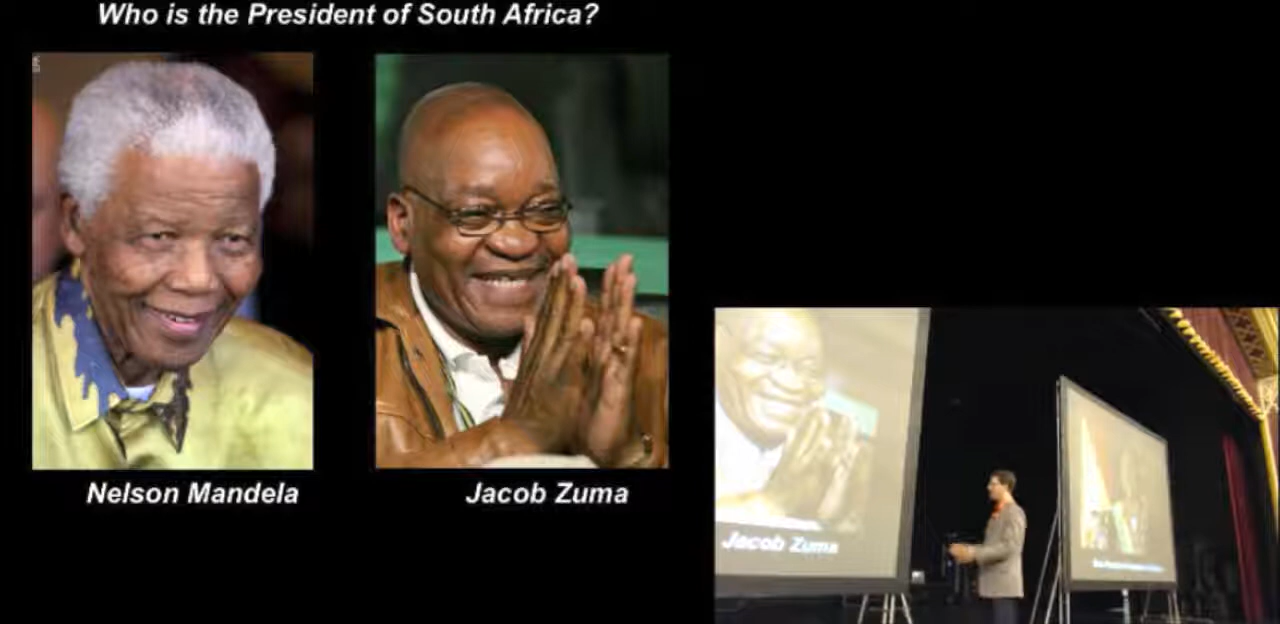 Who is the President of South Africa?
Nelson Mandela
Jacob Zuma
Jacob Zuma